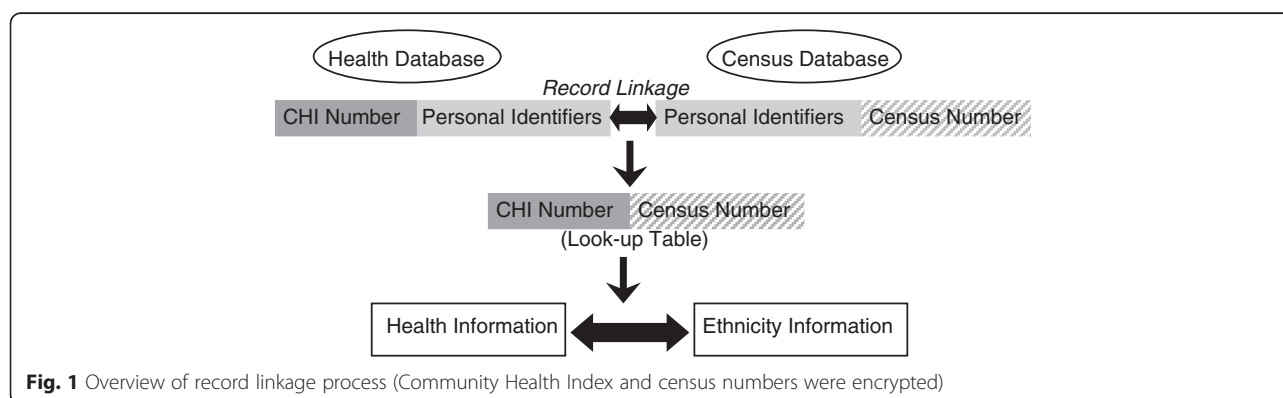 Health Database Census Database
Record Linkage
CHI Number Personal Identifiers Personal Identifiers Census Number
CHI Number Census Number
(Look-up Table)
Health Information Ethnicity Information
Fig. 1 Overview of record linkage process (Community Health Index and census numbers were encrypted)